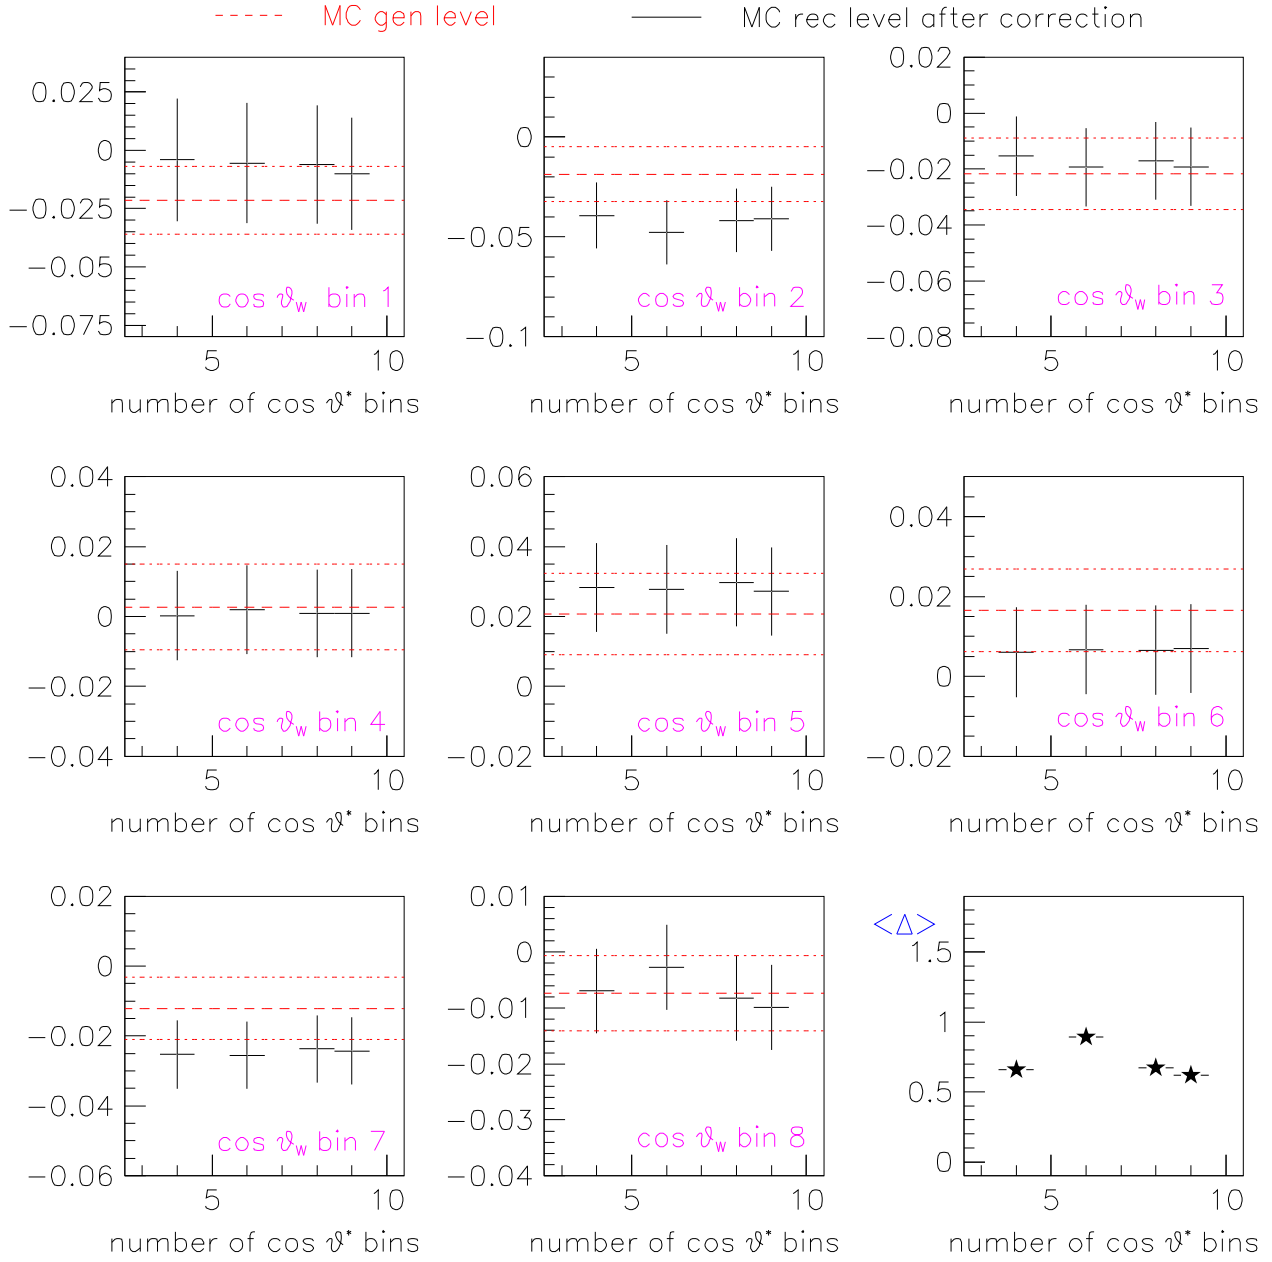 MC gen level MC rec level after correction
0.025
0
−0.025
−0.05
−0.075
5 10
cos ϑw bin 1
number of cos ϑ* bins
0
−0.05
−0.1
5 10
cos ϑw bin 2
number of cos ϑ* bins
0.02
0
−0.02
−0.04
−0.06
−0.08
5 10
cos ϑw bin 3
number of cos ϑ* bins
0.04
0.02
0
−0.02
−0.04
5 10
cos ϑw bin 4
number of cos ϑ* bins
0.06
0.04
0.02
0
−0.02
5 10
cos ϑw bin 5
number of cos ϑ* bins
0.04
0.02
0
−0.02
5 10
cos ϑw bin 6
number of cos ϑ* bins
0.02
0
−0.02
−0.04
−0.06
5 10
cos ϑw bin 7
number of cos ϑ* bins
0.01
0
−0.01
−0.02
−0.03
−0.04
5 10
cos ϑw bin 8
number of cos ϑ* bins
<Δ>
1.5
1
0.5
0
5 10
number of cos ϑ* bins